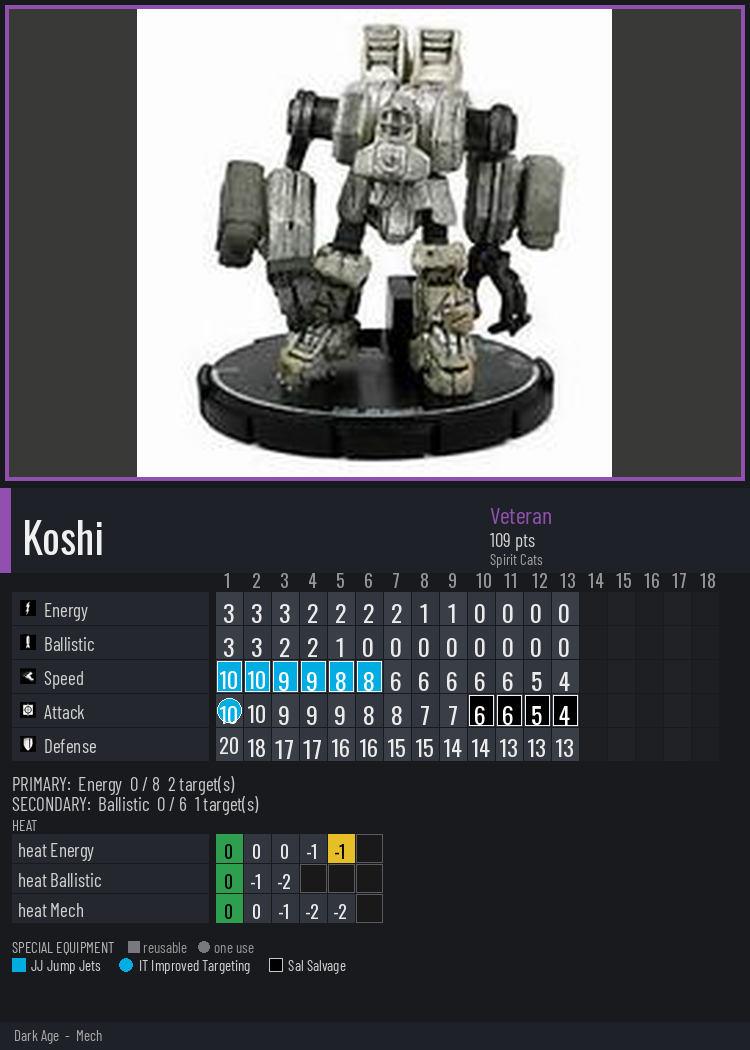 Koshi
Veteran
109 pts
Spirit Cats
1 2 3 4 5 6 7 8 9 10 11 12 13 14 15 16 17 18
Energy 3 3 3 2 2 2 2 1 1 0 0 0 0
Ballistic 3 3 2 2 1 0 0 0 0 0 0 0 0
Speed 10 10 9 9 8 8 6 6 6 6 6 5 4
Attack 10 10 9 9 9 8 8 7 7 6 6 5 4
Defense 20 18 17 17 16 16 15 15 14 14 13 13 13
PRIMARY: Energy 0 / 8 2 target(s)
SECONDARY: Ballistic 0 / 6 1 target(s)
HEAT
heat Energy 0 0 0 -1 -1
heat Ballistic 0 -1 -2
heat Mech 0 0 -1 -2 -2
SPECIAL EQUIPMENT reusable one use
JJ Jump Jets IT Improved Targeting Sal Salvage
Dark Age - Mech